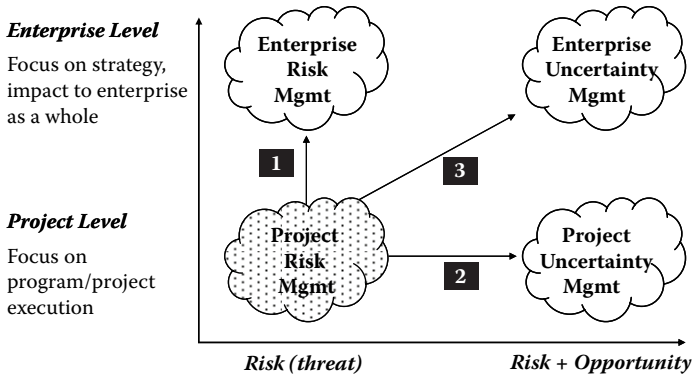 Enterprise Level
Focus on strategy,
impact to enterprise
as a whole
Enterprise
Risk
Mgmt
Enterprise
Uncertainty
Mgmt
1
3
Project Level
Focus on
program/project
execution
Project
Risk
Mgmt
2
Project
Uncertainty
Mgmt
Risk (threat)
Risk + Opportunity